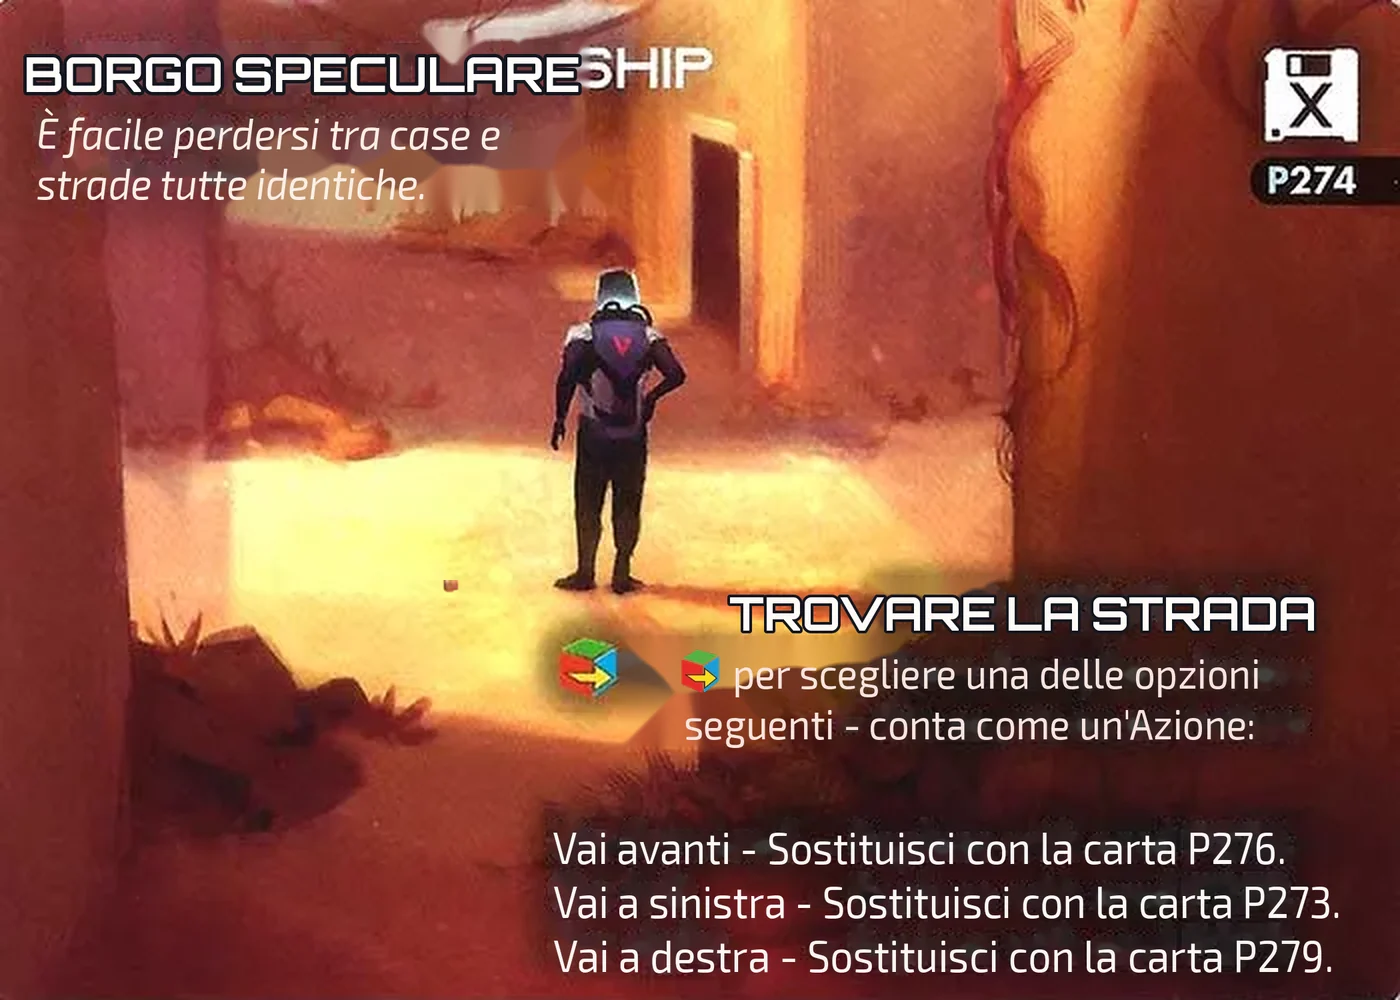 BORGO SPECULARESHIP
È facile perdersi tra case e
strade tutte identiche.
X
P274
V
TROVARE LA STRADA
per scegliere una delle opzioni
seguenti - conta come un'Azione:
Vai avanti - Sostituisci con la carta P276.
Vai a sinistra - Sostituisci con la carta P273.
Vai a destra - Sostituisci con la carta P279.